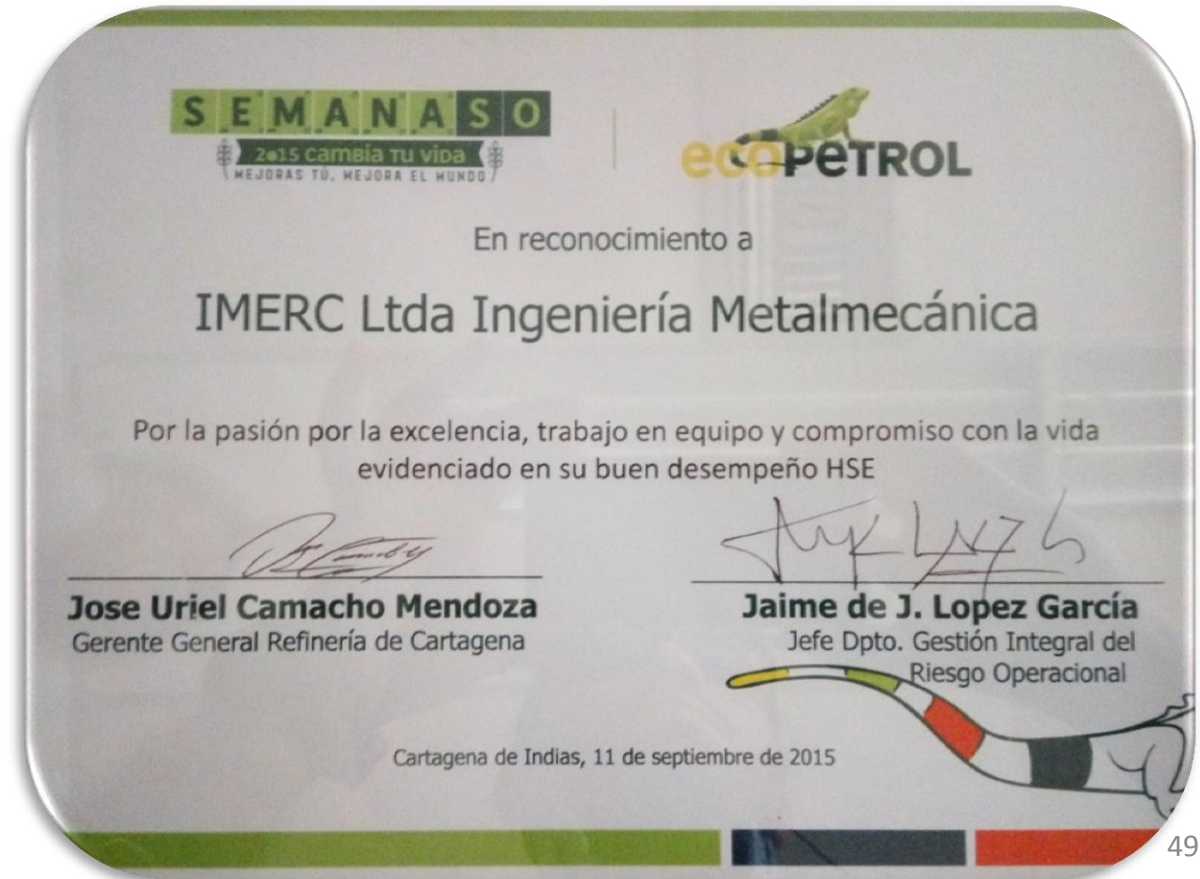 SEMANASO
2015 Cambia TU VIDA
MEJORAS TÚ, MEJORA EL MUNDO
ecoPETROL
En reconocimiento a
IMERC Ltda Ingeniería Metalmecánica
Por la pasión por la excelencia, trabajo en equipo y compromiso con la vida
evidenciado en su buen desempeño HSE
Jose Uriel Camacho Mendoza
Gerente General Refinería de Cartagena
Jaime de J. Lopez García
Jefe Dpto. Gestión Integral del
Riesgo Operacional
Cartagena de Indias, 11 de septiembre de 2015
49